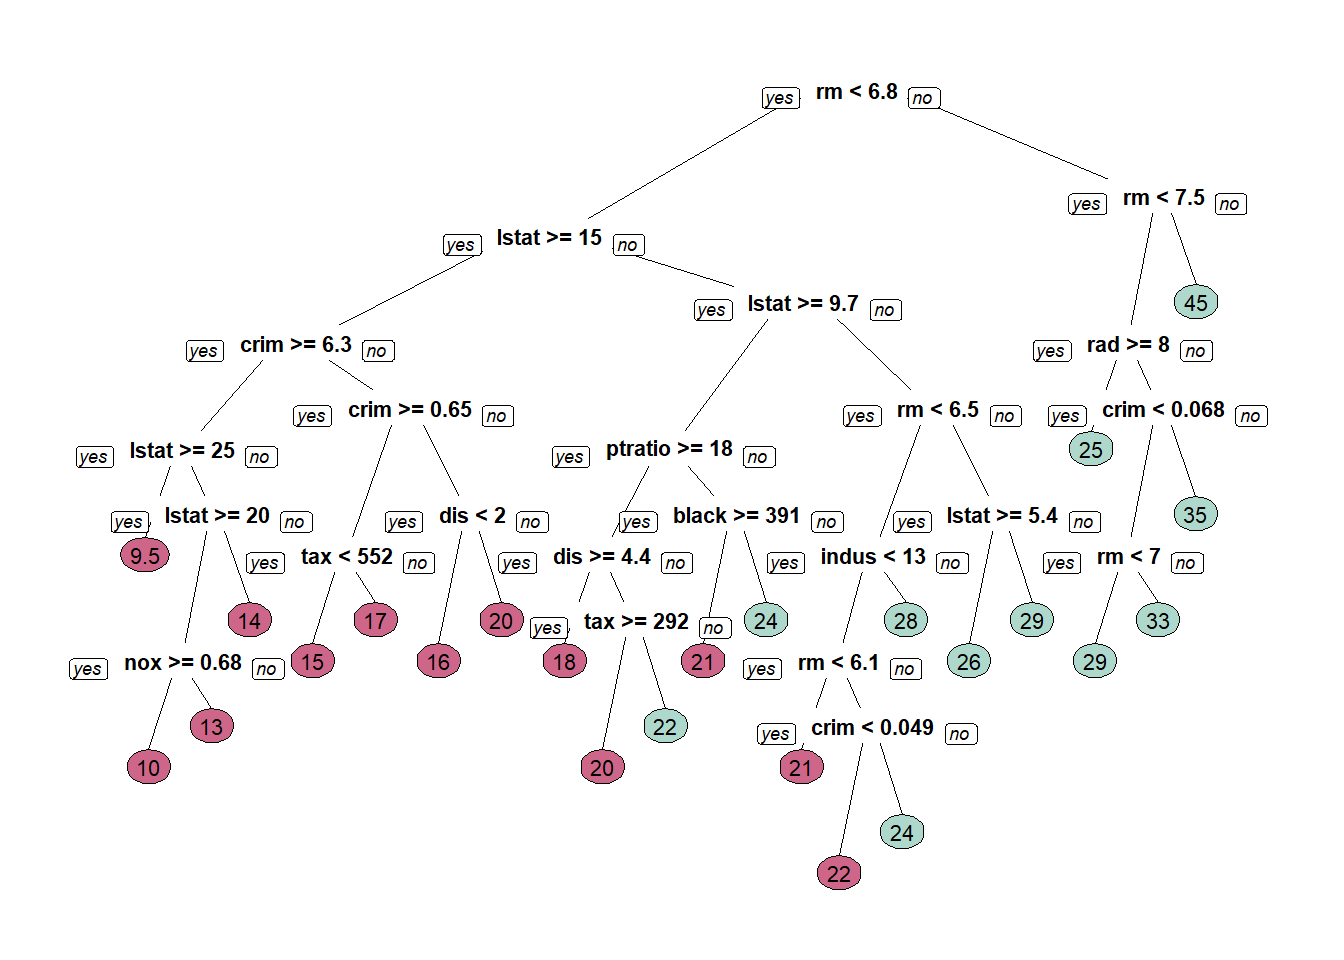 yes rm < 6.8 no
yes rm < 7.5 no
yes lstat >= 15 no
45
yes lstat >= 9.7 no
yes crim >= 6.3 no
yes rad >= 8 no
yes crim >= 0.65 no
yes rm < 6.5 no
yes crim < 0.068 no
25
yes lstat >= 25 no
yes ptratio >= 18 no
35
yes lstat >= 20 no
yes dis < 2 no
yes black >= 391 no
yes lstat >= 5.4 no
9.5
yes tax < 552 no
yes dis >= 4.4 no
yes indus < 13 no
yes rm < 7 no
14
17
20
yes tax >= 292 no
24
28
29
33
yes nox >= 0.68 no
15
16
18
21
yes rm < 6.1 no
26
29
13
22
yes crim < 0.049 no
10
20
21
24
22